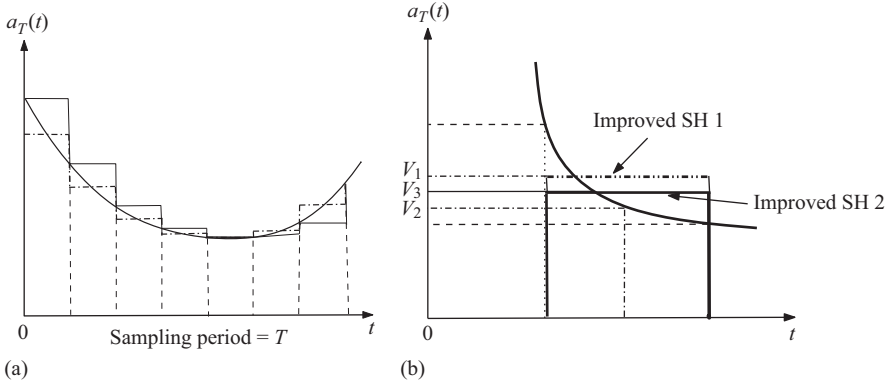 a_T(t)
0
t
Sampling period = T
(a)
a_T(t)
Improved SH 1
V_1
V_3
V_2
Improved SH 2
0
t
(b)